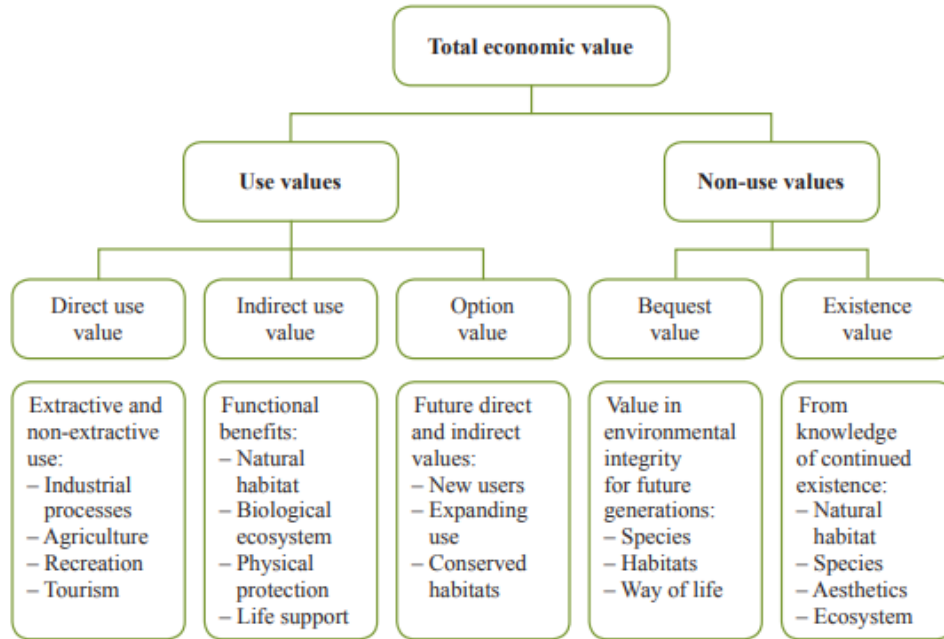 Total economic value
Use values
Non-use values
Direct use
value
Indirect use
value
Option
value
Bequest
value
Existence
value
Extractive and
non-extractive
use:
– Industrial
processes
– Agriculture
– Recreation
– Tourism
Functional
benefits:
– Natural
habitat
– Biological
ecosystem
– Physical
protection
– Life support
Future direct
and indirect
values:
– New users
– Expanding
use
– Conserved
habitats
Value in
environmental
integrity
for future
generations:
– Species
– Habitats
– Way of life
From
knowledge
of continued
existence:
– Natural
habitat
– Species
– Aesthetics
– Ecosystem